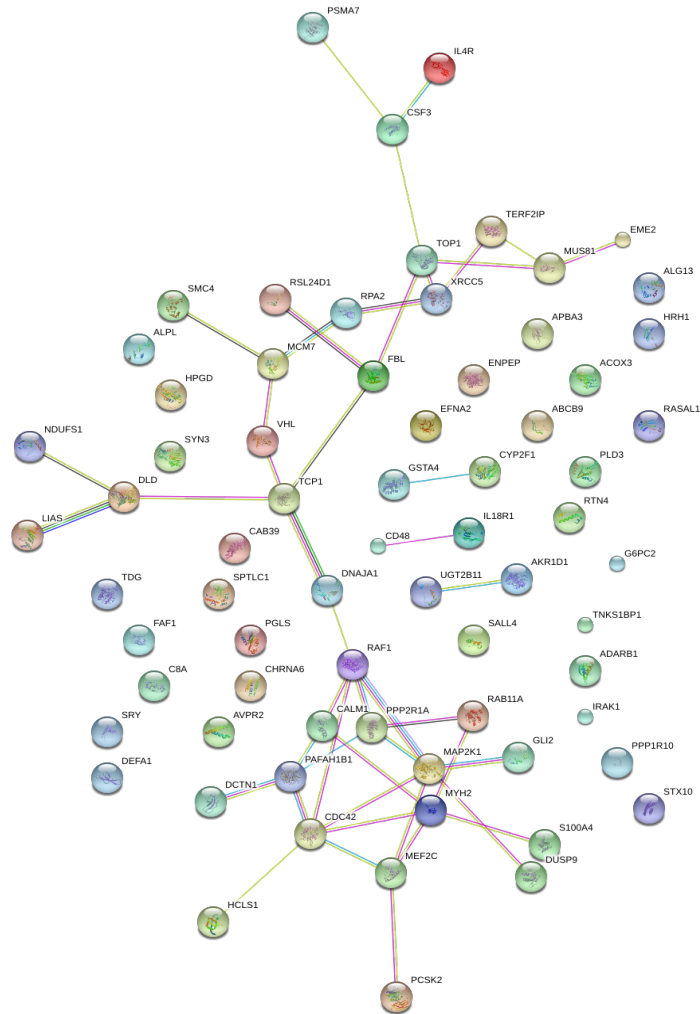 PSMA7
IL4R
CSF3
TERF2IP
EME2
TOP1
MUS81
ALG13
RSL24D1
XRCC5
SMC4
RPA2
APBA3
HRH1
ALPL
MCM7
FBL
ENPEP
ACOX3
HPGD
EFNA2
ABCB9
RASAL1
VHL
NDUFS1
SYN3
CYP2F1
PLD3
GSTA4
DLD
TCP1
RTN4
LIAS
IL18R1
CAB39
CD48
G6PC2
AKR1D1
TDG
SPTLC1
DNAJA1
UGT2B11
TNKS1BP1
FAF1
PGLS
SALL4
RAF1
ADARB1
C8A
CHRNA6
IRAK1
RAB11A
CALM1
PPP2R1A
SRY
AVPR2
GLI2
PPP1R10
MAP2K1
DEFA1
PAFAH1B1
DCTN1
MYH2
STX10
CDC42
S100A4
MEF2C
DUSP9
HCLS1
PCSK2